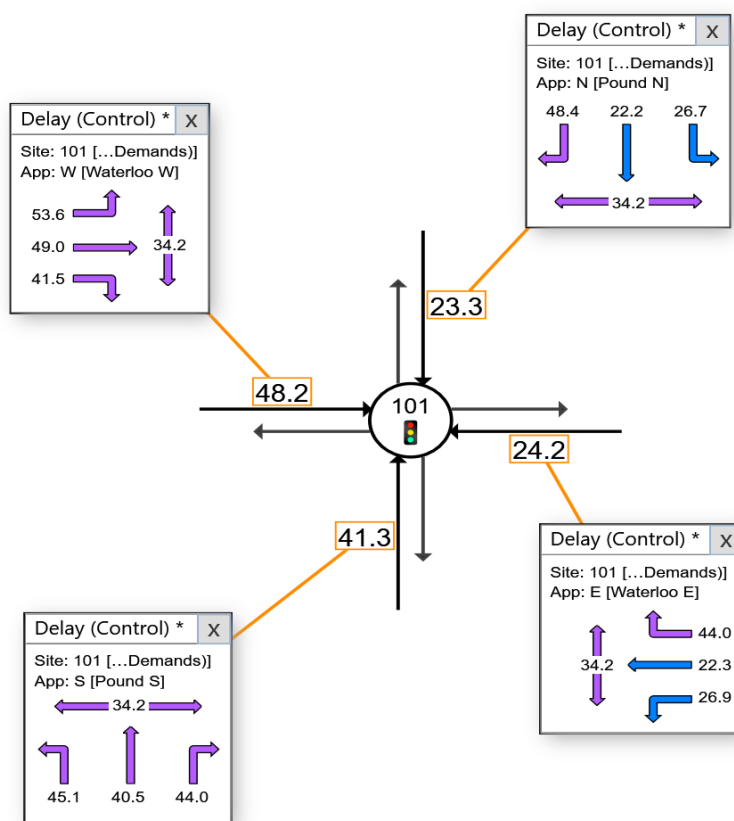 Delay (Control) * x
Site: 101 [...Demands)]
App: N [Pound N]
48.4 22.2 26.7
34.2
Delay (Control) * x
Site: 101 [...Demands)]
App: W [Waterloo W]
53.6
49.0 34.2
41.5
23.3
48.2
101
24.2
41.3
Delay (Control) * x
Site: 101 [...Demands)]
App: E [Waterloo E]
44.0
34.2 22.3
26.9
Delay (Control) * x
Site: 101 [...Demands)]
App: S [Pound S]
34.2
45.1 40.5 44.0